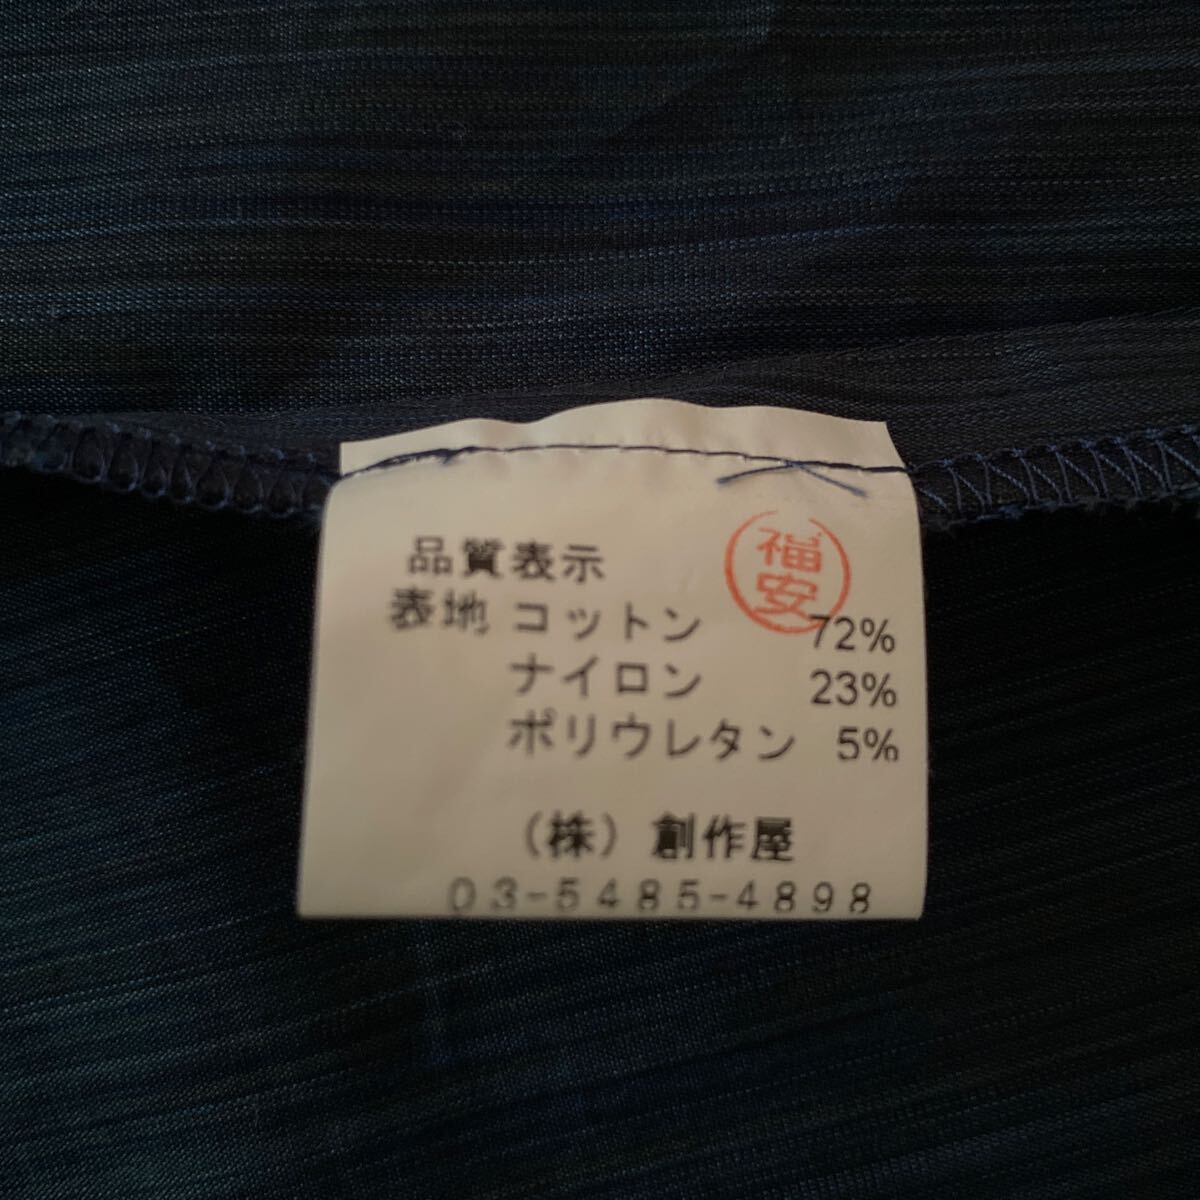 品質表示
福安
表地 コットン 72%
ナイロン 23%
ポリウレタン 5%
（株）創作屋
03-5485-4898